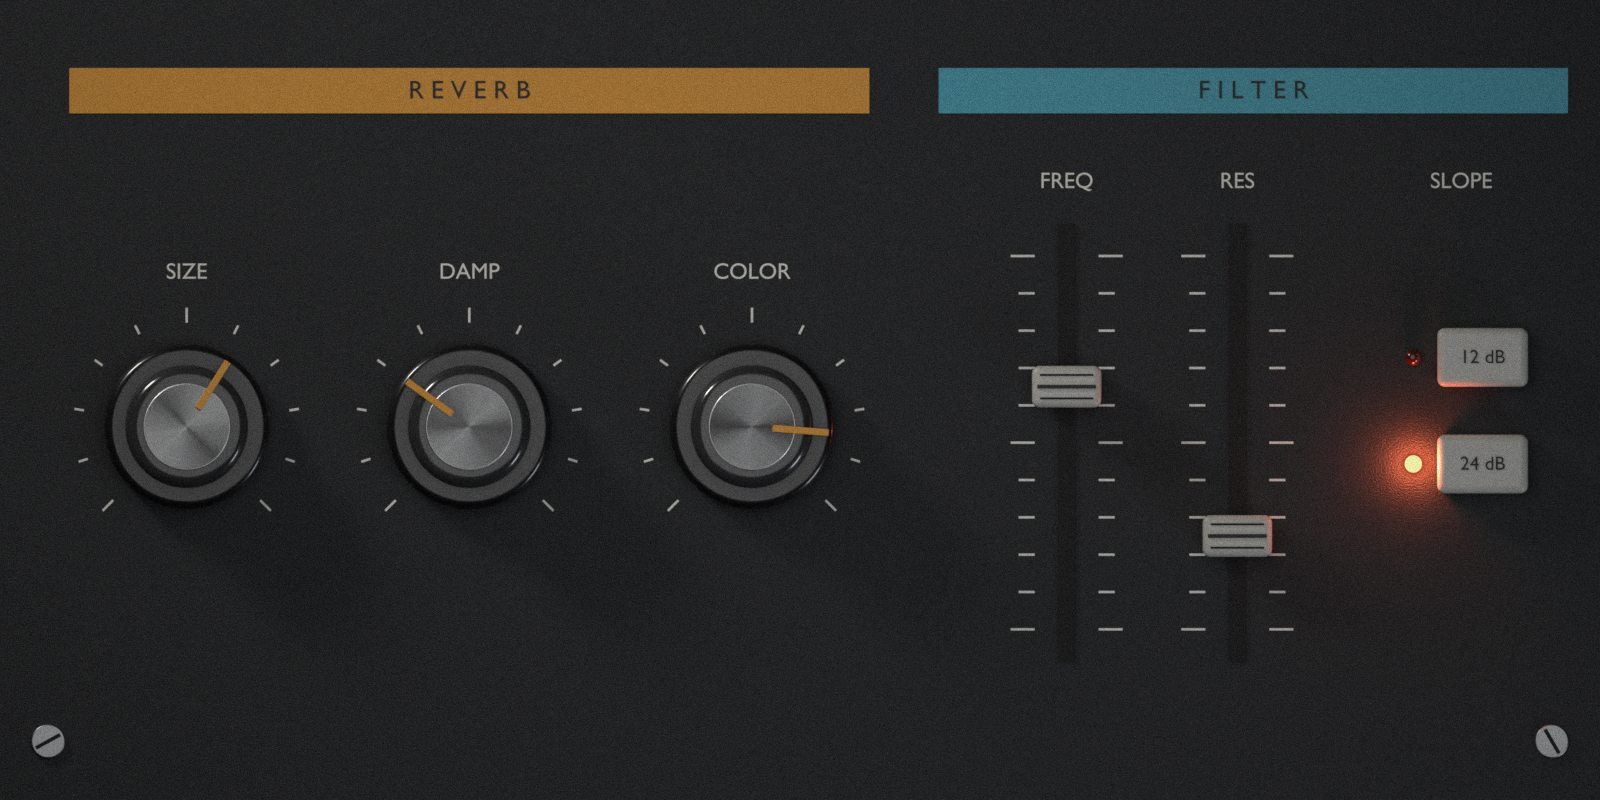 REVERB
FILTER
FREQ
RES
SLOPE
SIZE
DAMP
COLOR
12 dB
24 dB